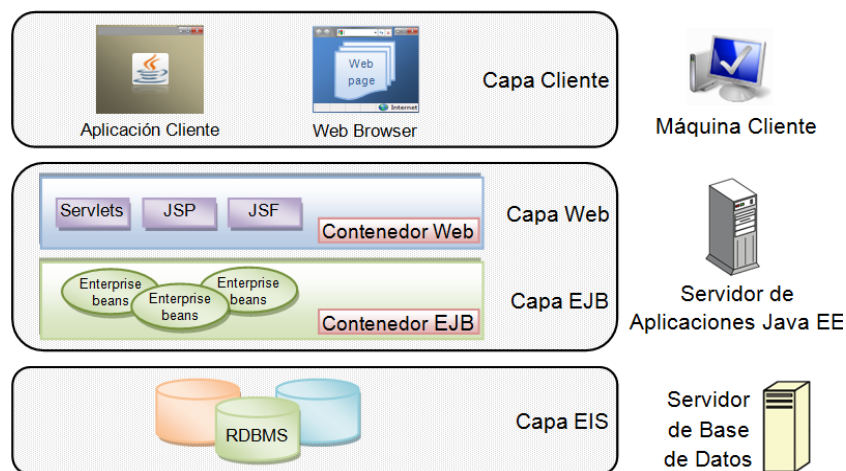 Web
page
Internet
Aplicación Cliente
Web Browser
Capa Cliente
Máquina Cliente
Servlets
JSP
JSF
Contenedor Web
Capa Web
Enterprise
beans
Enterprise
beans
Enterprise
beans
Contenedor EJB
Capa EJB
Servidor de
Aplicaciones Java EE
RDBMS
Capa EIS
Servidor
de Base
de Datos